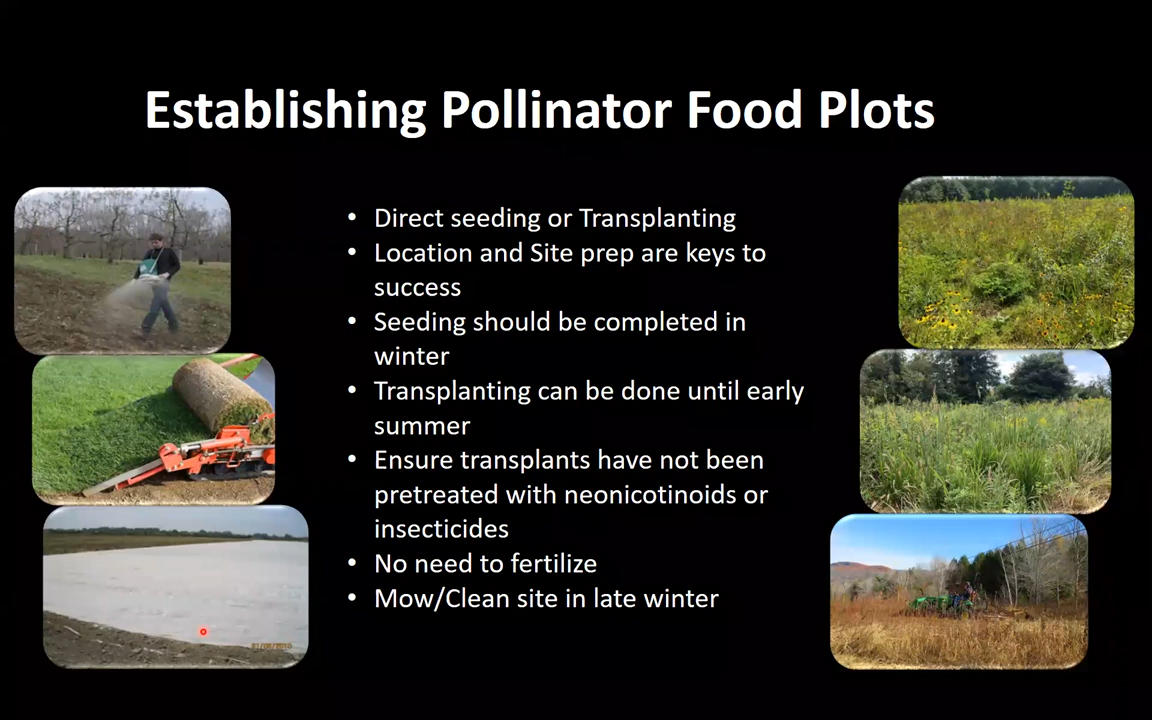 Establishing Pollinator Food Plots
• Direct seeding or Transplanting
• Location and Site prep are keys to
success
• Seeding should be completed in
winter
• Transplanting can be done until early
summer
• Ensure transplants have not been
pretreated with neonicotinoids or
insecticides
• No need to fertilize
• Mow/Clean site in late winter